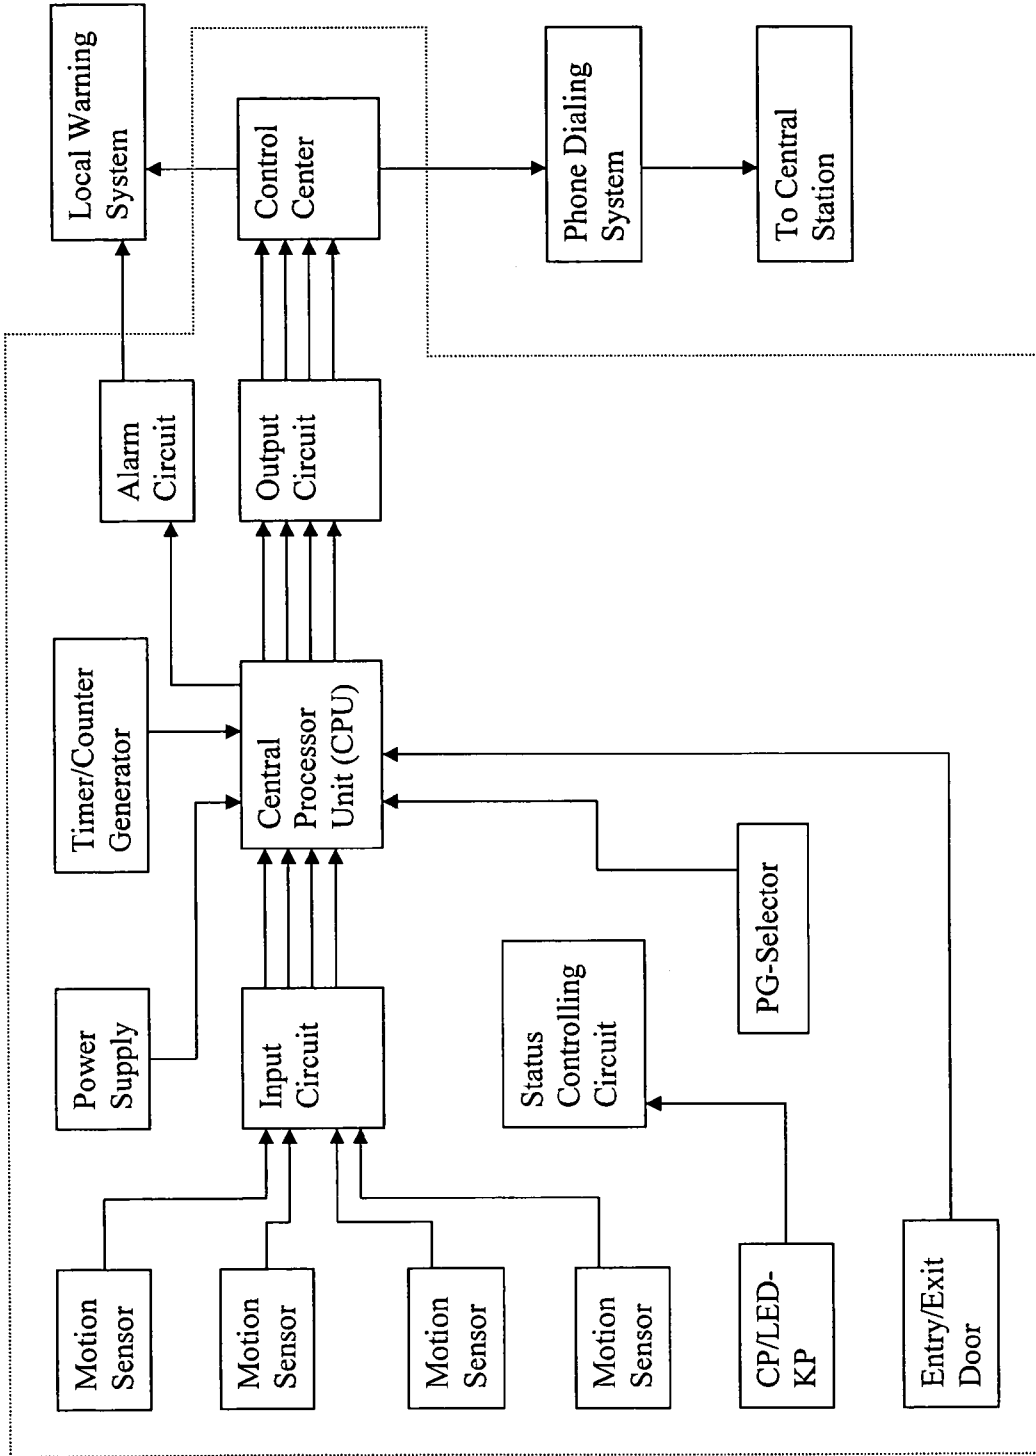 Motion
Sensor
Motion
Sensor
Motion
Sensor
Motion
Sensor
CP/LED-
KP
Entry/Exit
Door
Power
Supply
Input
Circuit
Status
Controlling
Circuit
PG-Selector
Timer/Counter
Generator
Central
Processor
Unit (CPU)
Alarm
Circuit
Output
Circuit
Local Warning
System
Control
Center
Phone Dialing
System
To Central
Station